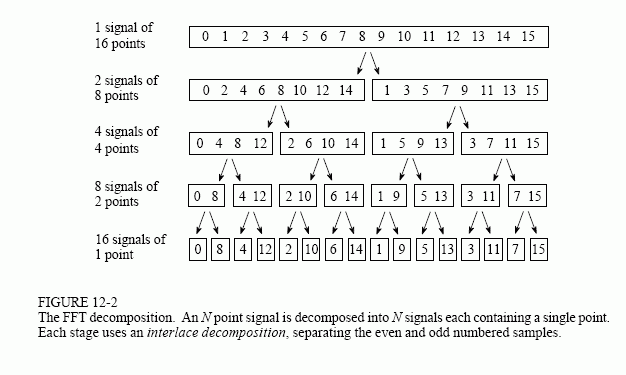 1 signal of
16 points
0 1 2 3 4 5 6 7 8 9 10 11 12 13 14 15
2 signals of
8 points
0 2 4 6 8 10 12 14 1 3 5 7 9 11 13 15
4 signals of
4 points
0 4 8 12 2 6 10 14 1 5 9 13 3 7 11 15
8 signals of
2 points
0 8 4 12 2 10 6 14 1 9 5 13 3 11 7 15
16 signals of
1 point
0 8 4 12 2 10 6 14 1 9 5 13 3 11 7 15
FIGURE 12-2
The FFT decomposition. An N point signal is decomposed into N signals each containing a single point.
Each stage uses an interlace decomposition, separating the even and odd numbered samples.